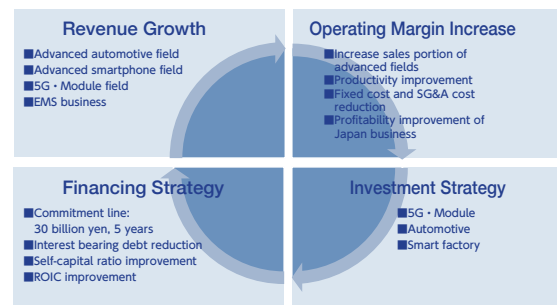 Revenue Growth
■Advanced automotive field
■Advanced smartphone field
■5G・Module field
■EMS business
Operating Margin Increase
■Increase sales portion of
advanced fields
■Productivity improvement
■Fixed cost and SG&A cost
reduction
■Profitability improvement of
Japan business
Financing Strategy
■Commitment line:
30 billion yen, 5 years
■Interest bearing debt reduction
■Self-capital ratio improvement
■ROIC improvement
Investment Strategy
■5G・Module
■Automotive
■Smart factory